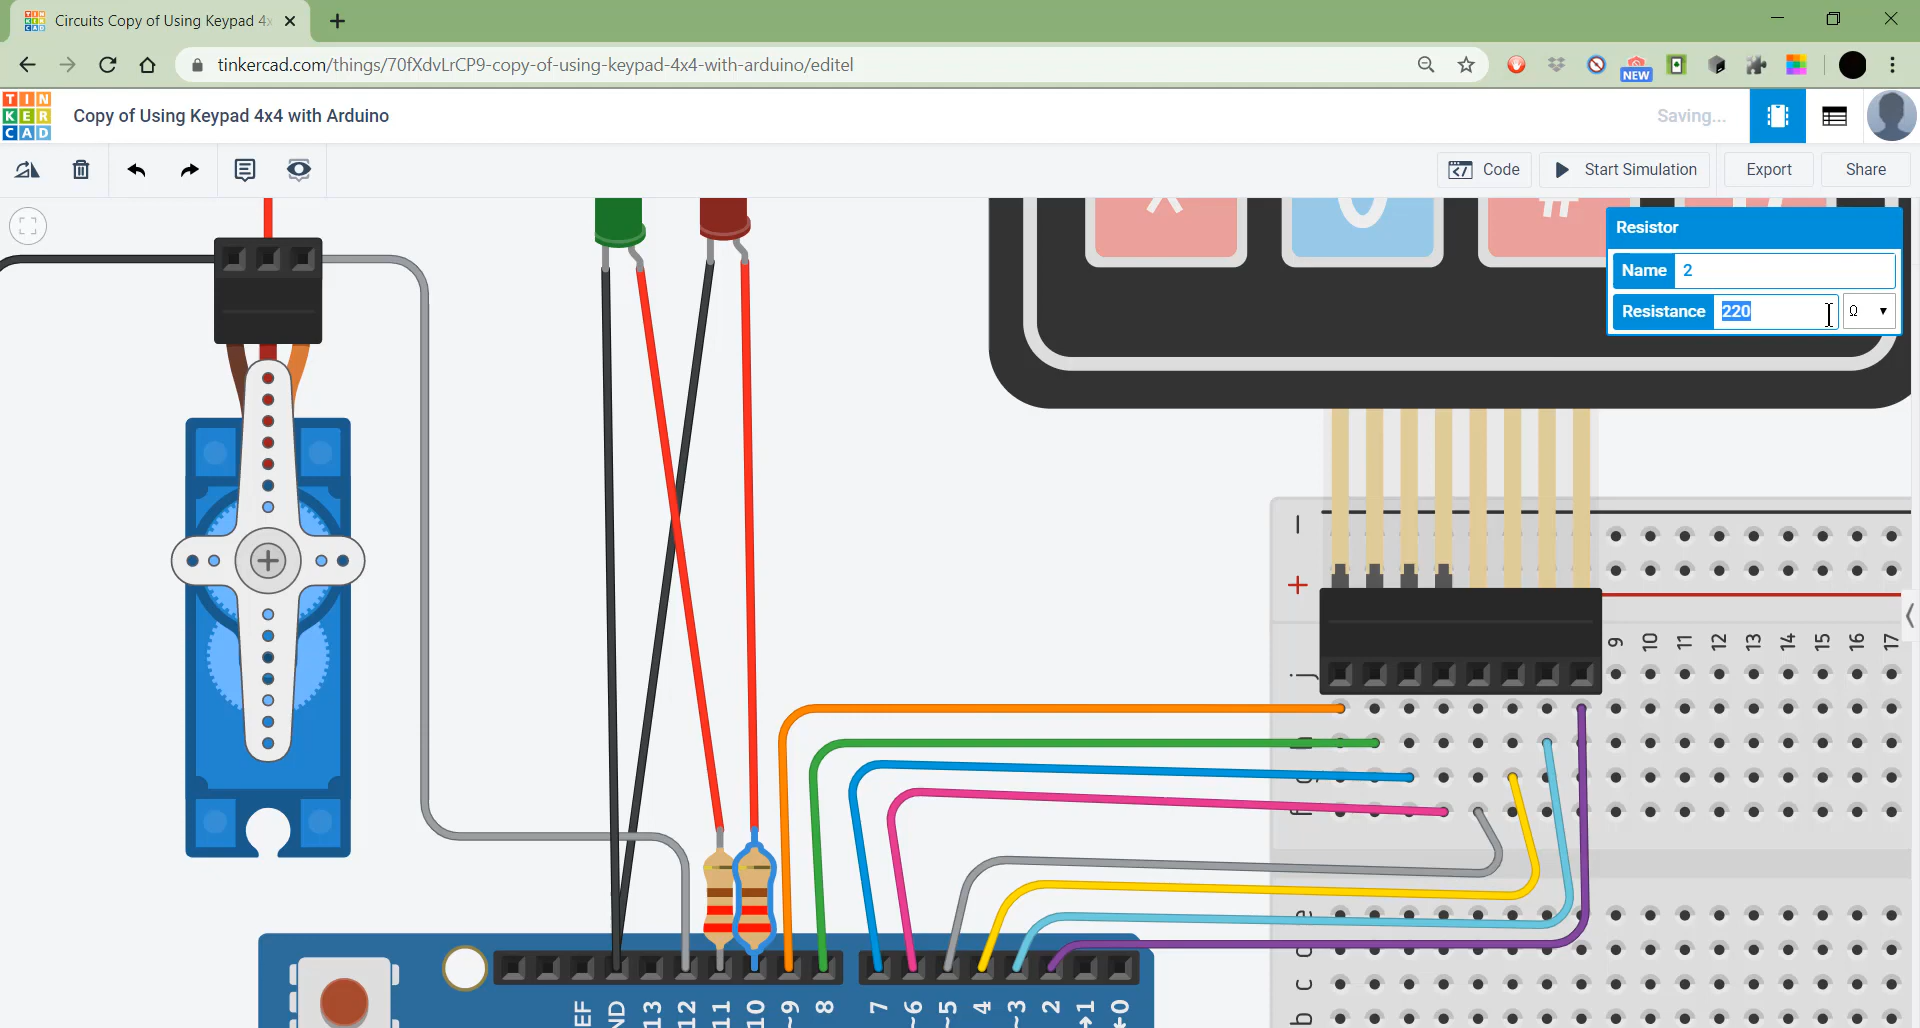 Circuits Copy of Using Keypad 4x
tinkercad.com/things/70fXdvLrCP9-copy-of-using-keypad-4x4-with-arduino/editel
NEW
TIN
KER
CAD
Copy of Using Keypad 4x4 with Arduino
Saving...
Code
Start Simulation
Export
Share
* 0 #
Resistor
Name 2
Resistance 220 Ω
−
+
9 10 11 12 13 14 15 16 17
j
h
g
f
e
d
c
b
EF ND 13 12 11 10 ~9 8 7 ~6 ~5 4 ~3 2 1 0